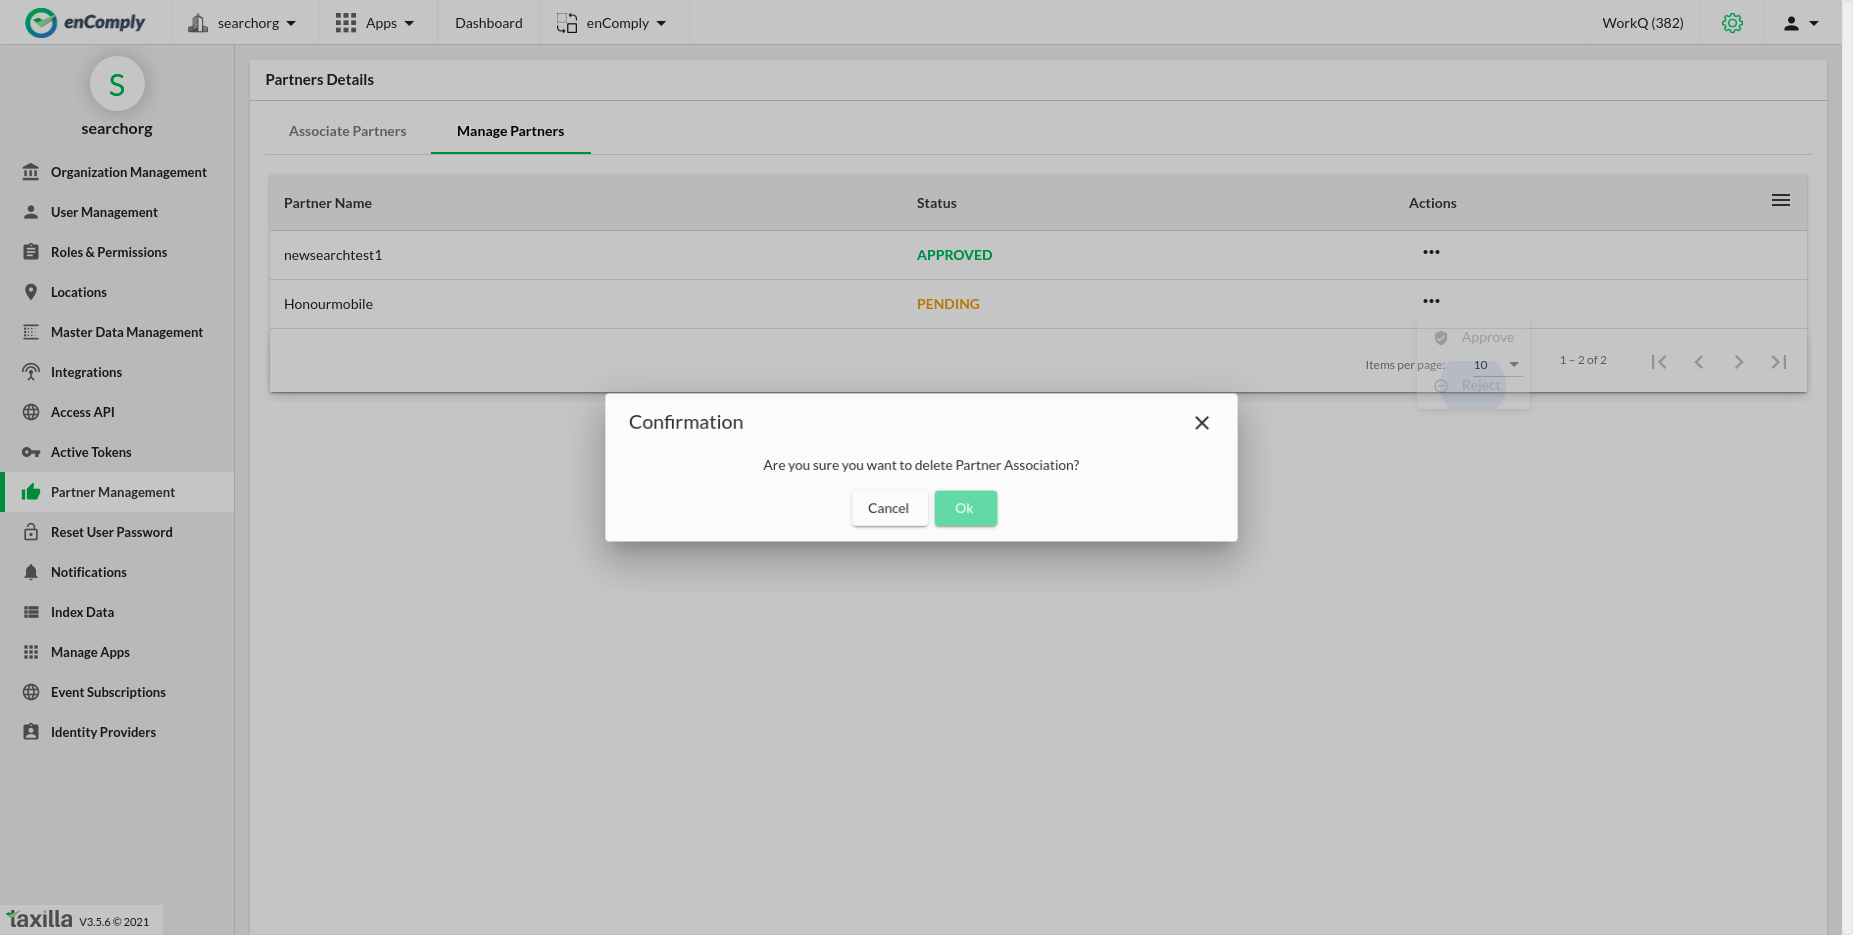 enComply
searchorg
Apps
Dashboard
enComply
WorkQ (382)
S
searchorg
Organization Management
User Management
Roles & Permissions
Locations
Master Data Management
Integrations
Access API
Active Tokens
Partner Management
Reset User Password
Notifications
Index Data
Manage Apps
Event Subscriptions
Identity Providers
taxilla V3.5.6 © 2021
Partners Details
Associate Partners
Manage Partners
Partner Name
Status
Actions
newsearchtest1
APPROVED
Honourmobile
PENDING
Approve
Reject
Items per page:
10
1 – 2 of 2
Confirmation
Are you sure you want to delete Partner Association?
Cancel
Ok